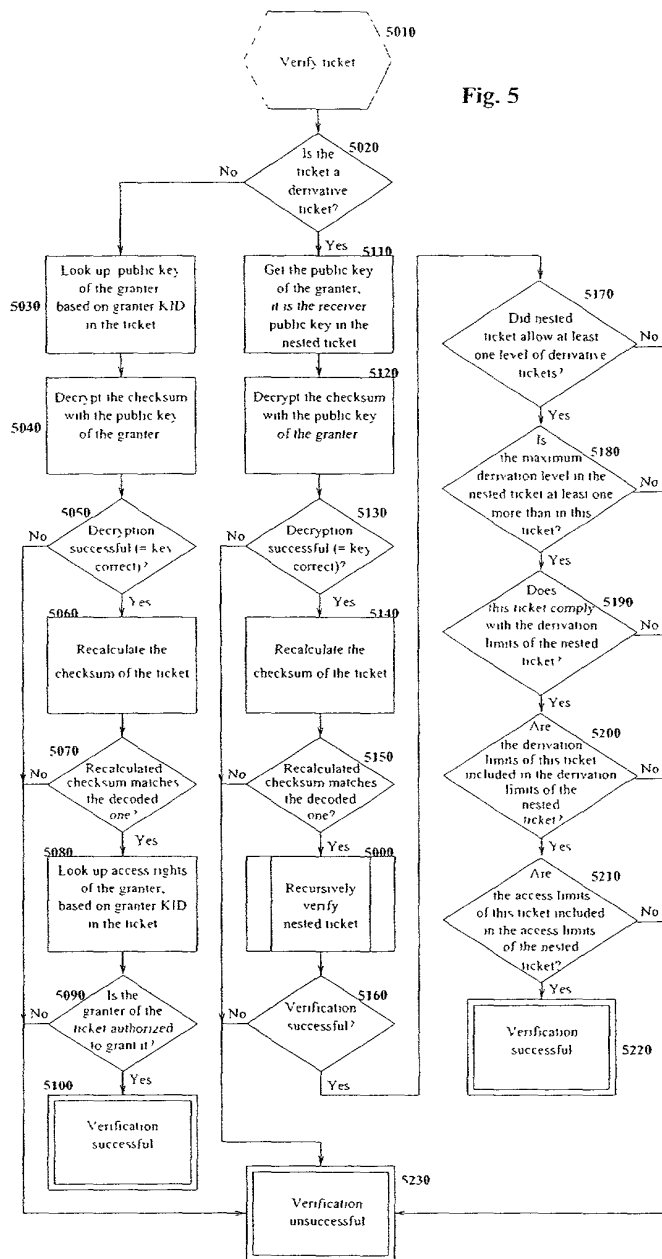 5010
Verify ticket
Fig. 5
5020
Is the
ticket a
derivative
ticket?
No
Yes
5030
Look up public key
of the granter
based on granter KID
in the ticket
5040
Decrypt the checksum
with the public key
of the granter
5050
No
Decryption
successful (= key
correct)?
Yes
5060
Recalculate the
checksum of the ticket
5070
No
Recalculated
checksum matches
the decoded
one?
Yes
5080
Look up access rights
of the granter,
based on granter KID
in the ticket
5090
No
Is the
granter of the
ticket authorized
to grant it?
Yes
5100
Verification
successful
5110
Get the public key
of the granter,
it is the receiver
public key in the
nested ticket
5120
Decrypt the checksum
with the public key
of the granter
5130
No
Decryption
successful (= key
correct)?
Yes
5140
Recalculate the
checksum of the ticket
5150
No
Recalculated
checksum matches
the decoded
one?
Yes
5000
Recursively
verify
nested ticket
5160
No
Verification
successful?
Yes
5170
Did nested
ticket allow at least
one level of derivative
tickets?
No
Yes
5180
Is
the maximum
derivation level in the
nested ticket at least one
more than in this
ticket?
No
Yes
5190
Does
this ticket comply
with the derivation
limits of the nested
ticket?
No
Yes
5200
Are
the derivation
limits of this ticket
included in the derivation
limits of the
nested
ticket?
No
Yes
5210
Are
the access limits
of this ticket included
in the access limits
of the nested
ticket?
No
Yes
Verification
successful
5220
5230
Verification
unsuccessful